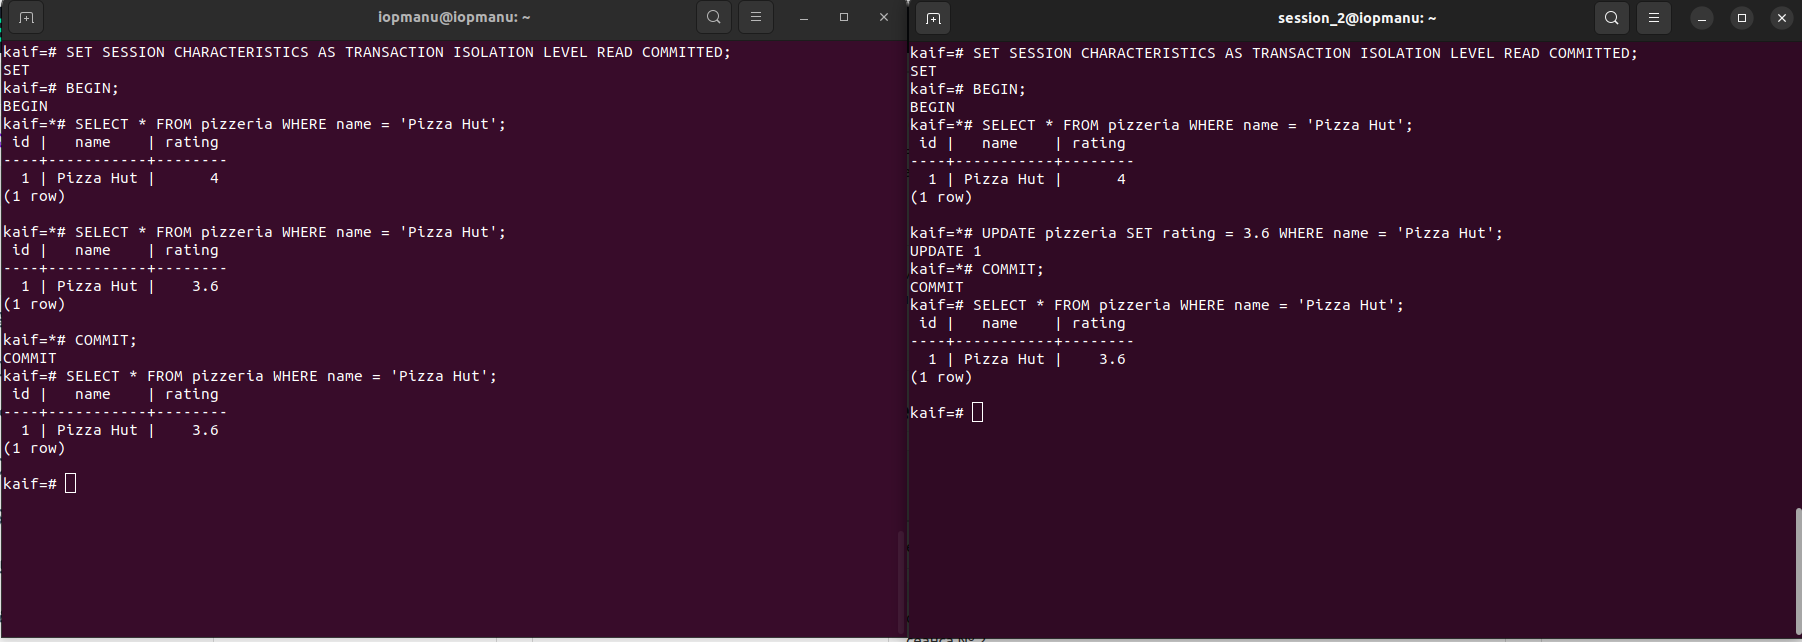 iopmanu@iopmanu: ~
kaif=# SET SESSION CHARACTERISTICS AS TRANSACTION ISOLATION LEVEL READ COMMITTED;
SET
kaif=# BEGIN;
BEGIN
kaif=*# SELECT * FROM pizzeria WHERE name = 'Pizza Hut';
 id |   name    | rating
----+-----------+--------
  1 | Pizza Hut |      4
(1 row)
kaif=*# SELECT * FROM pizzeria WHERE name = 'Pizza Hut';
 id |   name    | rating
----+-----------+--------
  1 | Pizza Hut |    3.6
(1 row)
kaif=*# COMMIT;
COMMIT
kaif=# SELECT * FROM pizzeria WHERE name = 'Pizza Hut';
 id |   name    | rating
----+-----------+--------
  1 | Pizza Hut |    3.6
(1 row)
kaif=#
session_2@iopmanu: ~
kaif=# SET SESSION CHARACTERISTICS AS TRANSACTION ISOLATION LEVEL READ COMMITTED;
SET
kaif=# BEGIN;
BEGIN
kaif=*# SELECT * FROM pizzeria WHERE name = 'Pizza Hut';
 id |   name    | rating
----+-----------+--------
  1 | Pizza Hut |      4
(1 row)
kaif=*# UPDATE pizzeria SET rating = 3.6 WHERE name = 'Pizza Hut';
UPDATE 1
kaif=*# COMMIT;
COMMIT
kaif=# SELECT * FROM pizzeria WHERE name = 'Pizza Hut';
 id |   name    | rating
----+-----------+--------
  1 | Pizza Hut |    3.6
(1 row)
kaif=#